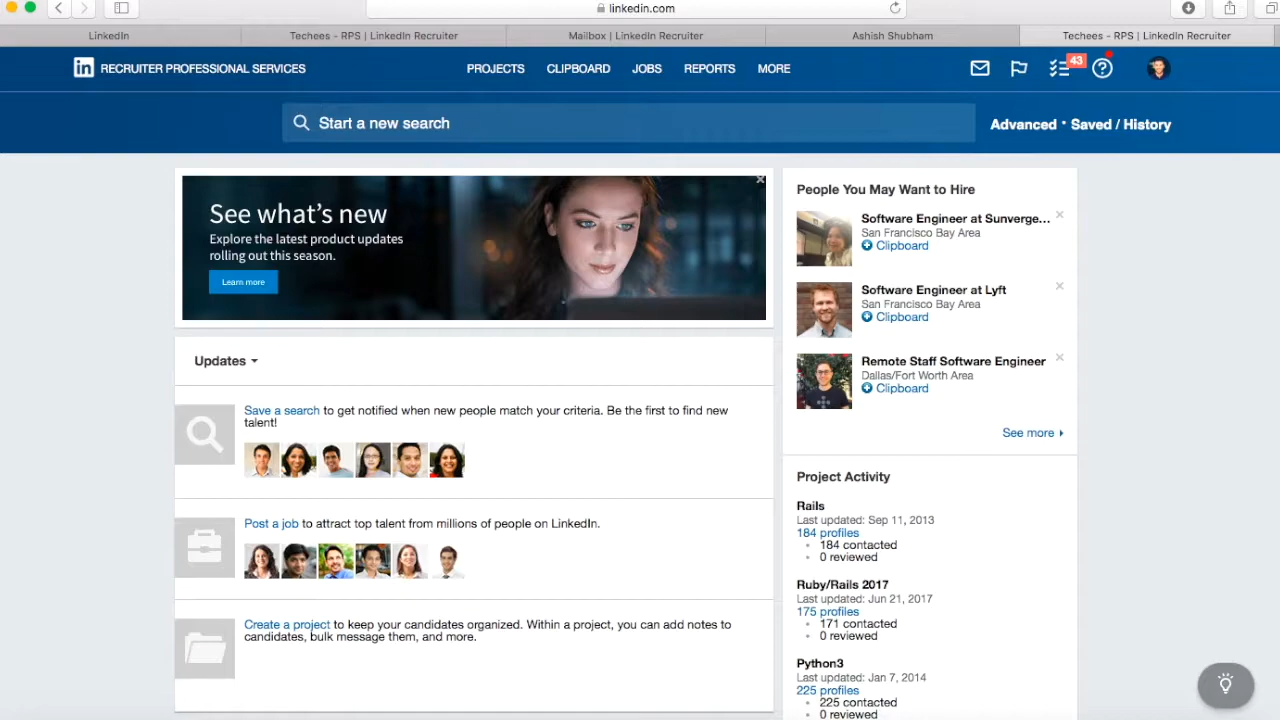 linkedin.com
LinkedIn
Techees - RPS | LinkedIn Recruiter
Mailbox | LinkedIn Recruiter
Ashish Shubham
Techees - RPS | LinkedIn Recruiter
in RECRUITER PROFESSIONAL SERVICES
PROJECTS
CLIPBOARD
JOBS
REPORTS
MORE
43
?
Start a new search
Advanced • Saved / History
See what's new
Explore the latest product updates
rolling out this season.
Learn more
Updates
Save a search to get notified when new people match your criteria. Be the first to find new
talent!
Post a job to attract top talent from millions of people on LinkedIn.
Create a project to keep your candidates organized. Within a project, you can add notes to
candidates, bulk message them, and more.
People You May Want to Hire
Software Engineer at Sunverge...
San Francisco Bay Area
Clipboard
Software Engineer at Lyft
San Francisco Bay Area
Clipboard
Remote Staff Software Engineer
Dallas/Fort Worth Area
Clipboard
See more
Project Activity
Rails
Last updated: Sep 11, 2013
184 profiles
• 184 contacted
• 0 reviewed
Ruby/Rails 2017
Last updated: Jun 21, 2017
175 profiles
• 171 contacted
• 0 reviewed
Python3
Last updated: Jan 7, 2014
225 profiles
• 225 contacted
• 0 reviewed